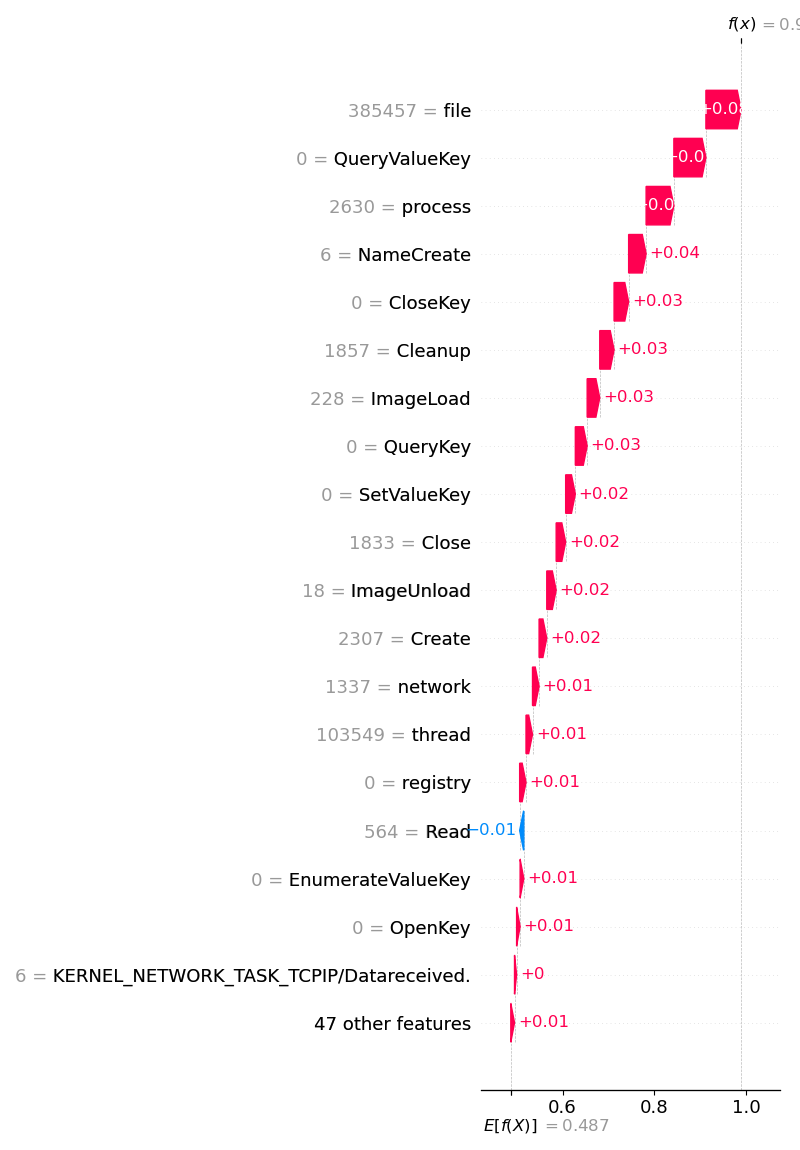 f(x) = 0.9
385457 = file
+0.08
0 = QueryValueKey
2630 = process
6 = NameCreate
+0.04
0 = CloseKey
+0.03
1857 = Cleanup
+0.03
228 = ImageLoad
+0.03
0 = QueryKey
+0.03
0 = SetValueKey
+0.02
1833 = Close
+0.02
18 = ImageUnload
+0.02
2307 = Create
+0.02
1337 = network
+0.01
103549 = thread
+0.01
0 = registry
+0.01
564 = Read
−0.01
0 = EnumerateValueKey
+0.01
0 = OpenKey
+0.01
6 = KERNEL_NETWORK_TASK_TCPIP/Datareceived.
+0
47 other features
+0.01
0.6 0.8 1.0
E[f(X)] = 0.487